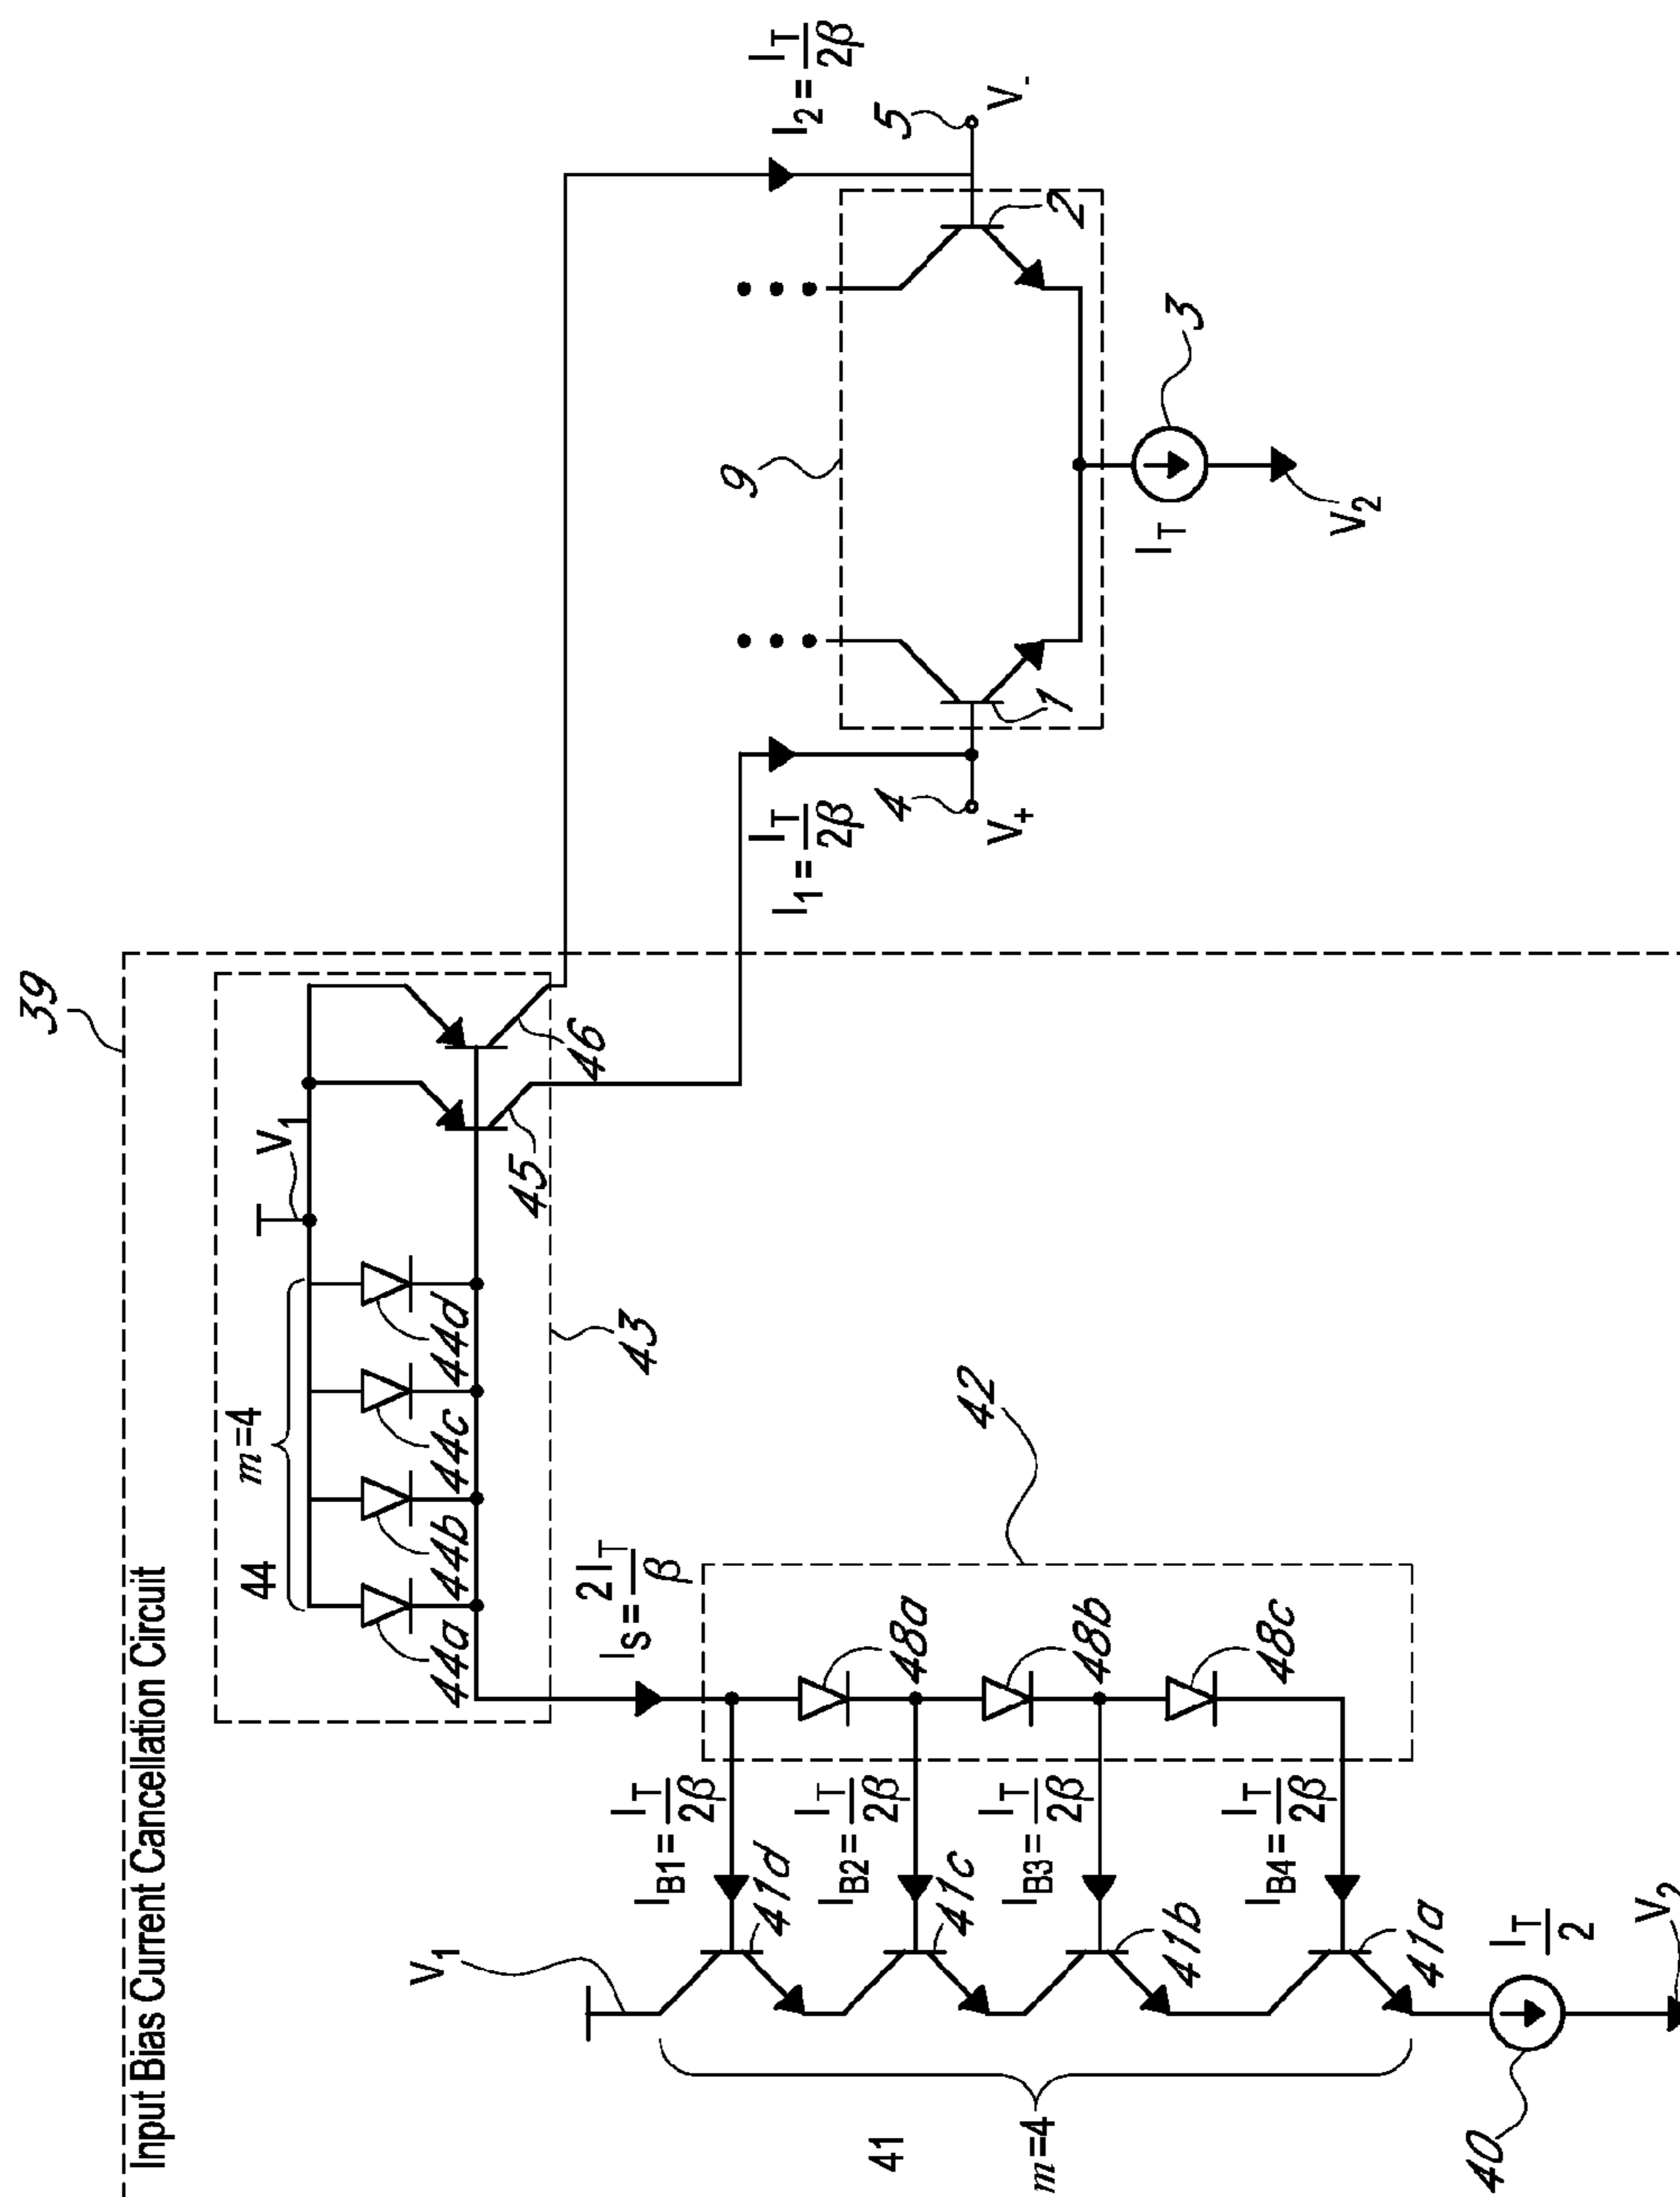 Input Bias Current Cancellation Circuit
39
44
m=4
V1
44a
44b
44c
44d
45
46
43
IS = 2IT/β
42
48a
48b
48c
V1
IB1 = IT/2β
IB2 = IT/2β
IB3 = IT/2β
IB4 = IT/2β
41d
41c
41b
41a
41
m=4
40
IT/2
V2
I1 = IT/2β
I2 = IT/2β
9
4
V+
5
V-
1
2
3
IT
V2